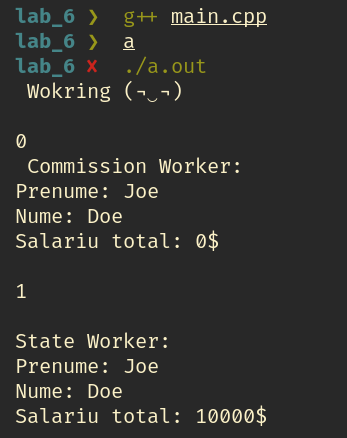 lab_6 ❯ g++ main.cpp
lab_6 ❯ a
lab_6 ✗ ./a.out
Wokring (¬‿¬)
0
Commission Worker:
Prenume: Joe
Nume: Doe
Salariu total: 0$
1
State Worker:
Prenume: Joe
Nume: Doe
Salariu total: 10000$